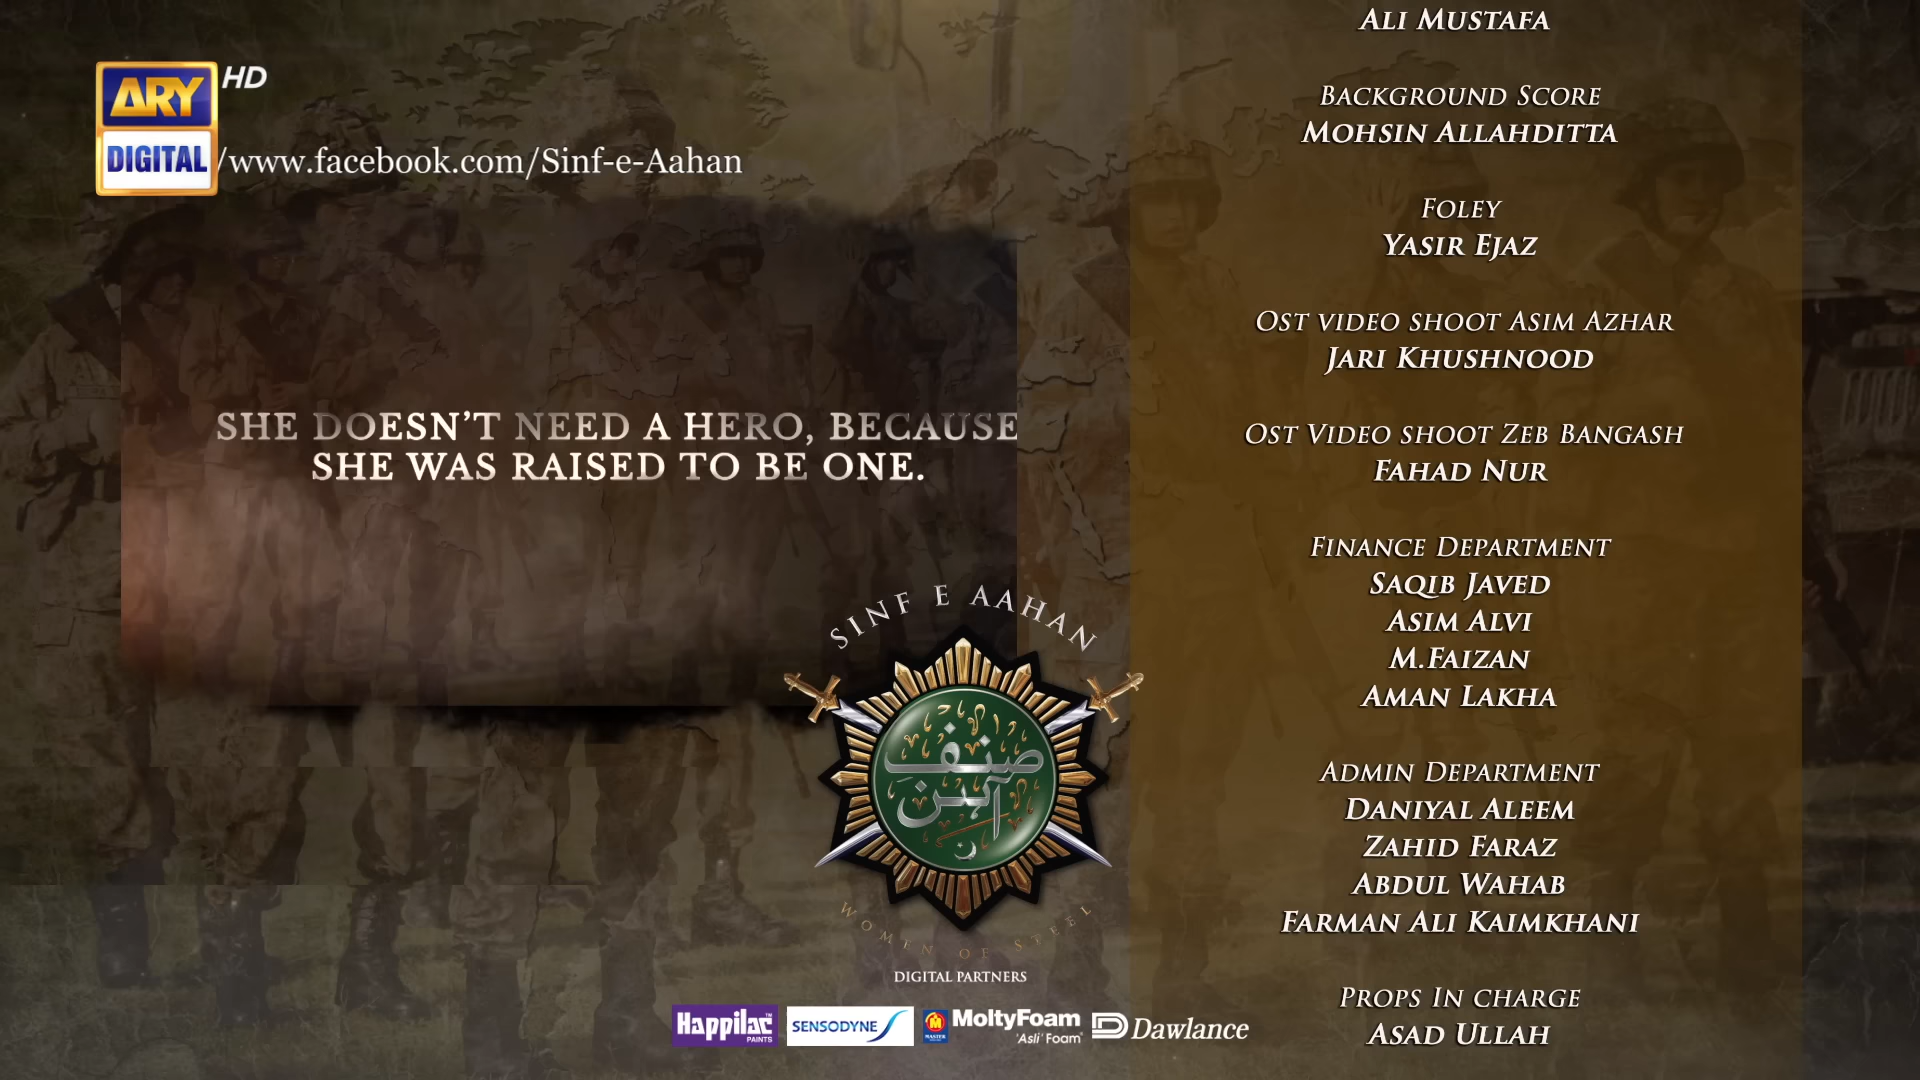 ARY
DIGITAL
HD
/www.facebook.com/Sinf-e-Aahan
SHE DOESN'T NEED A HERO, BECAUSE
SHE WAS RAISED TO BE ONE.
SINF E AAHAN
صنف
آہن
WOMEN OF STEEL
DIGITAL PARTNERS
Happilac™
PAINTS
SENSODYNE
MASTER
MoltyFoam
'Asli' Foam
Dawlance
ALI MUSTAFA
BACKGROUND SCORE
MOHSIN ALLAHDITTA
FOLEY
YASIR EJAZ
OST VIDEO SHOOT ASIM AZHAR
JARI KHUSHNOOD
OST VIDEO SHOOT ZEB BANGASH
FAHAD NUR
FINANCE DEPARTMENT
SAQIB JAVED
ASIM ALVI
M.FAIZAN
AMAN LAKHA
ADMIN DEPARTMENT
DANIYAL ALEEM
ZAHID FARAZ
ABDUL WAHAB
FARMAN ALI KAIMKHANI
PROPS IN CHARGE
ASAD ULLAH